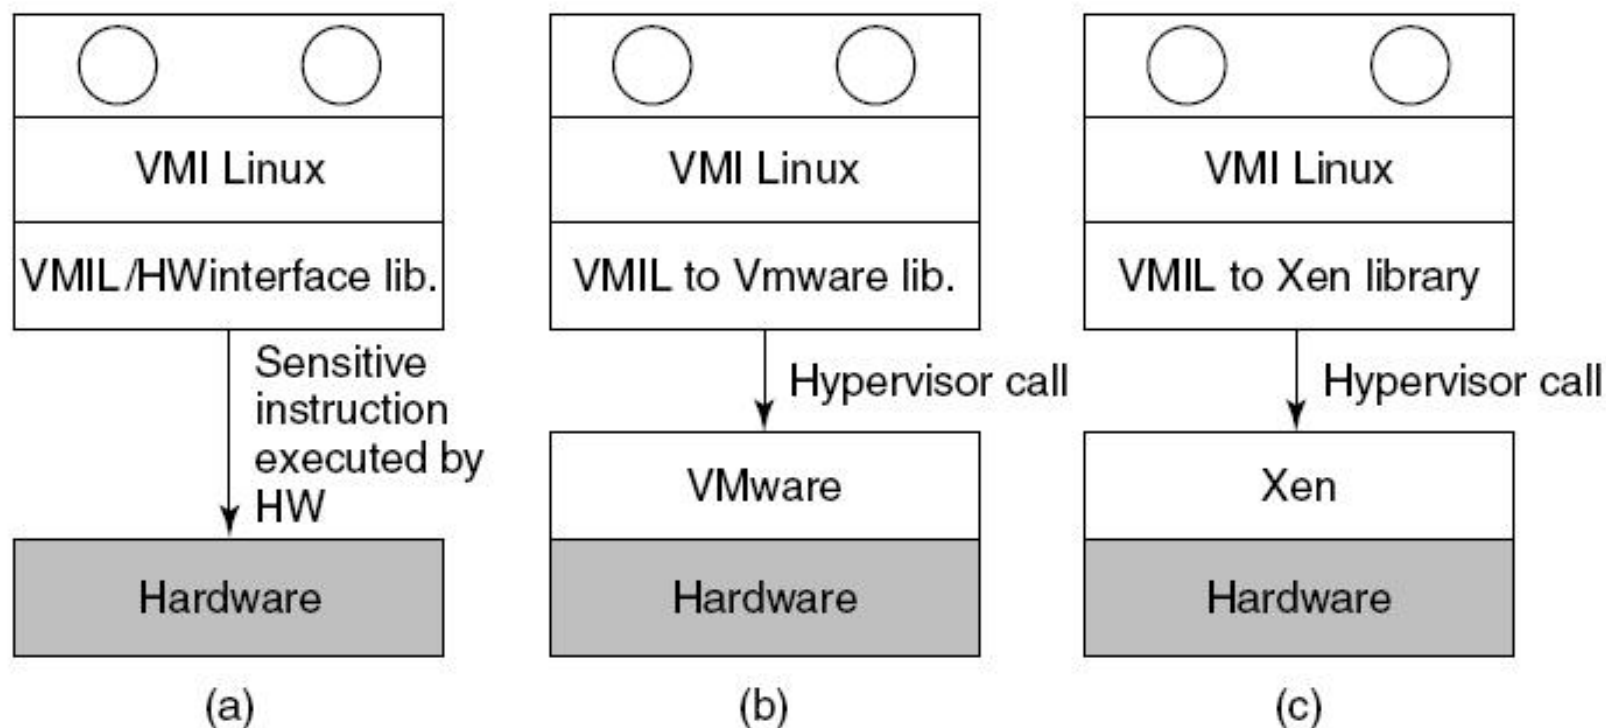 VMI Linux
VMIL/HWinterface lib.
Sensitive
instruction
executed by
HW
Hardware
(a)
VMI Linux
VMIL to Vmware lib.
Hypervisor call
VMware
Hardware
(b)
VMI Linux
VMIL to Xen library
Hypervisor call
Xen
Hardware
(c)